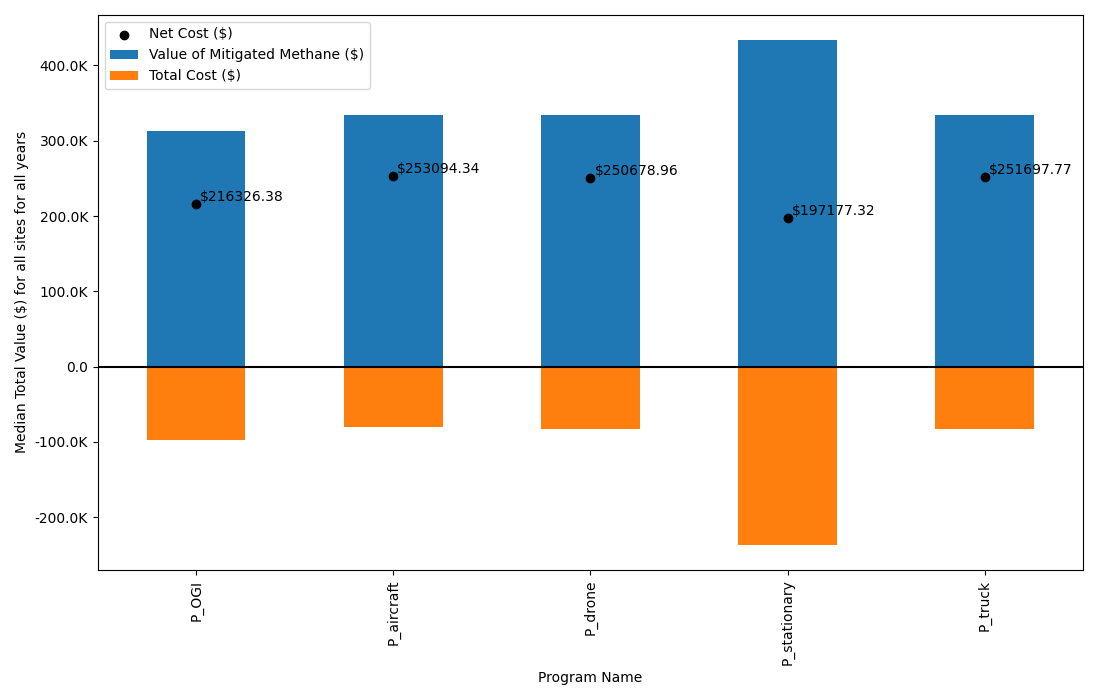 Net Cost ($)
Value of Mitigated Methane ($)
Total Cost ($)
Median Total Value ($) for all sites for all years
400.0K
300.0K
200.0K
100.0K
0.0
-100.0K
-200.0K
$216326.38
$253094.34
$250678.96
$197177.32
$251697.77
P_OGI
P_aircraft
P_drone
P_stationary
P_truck
Program Name